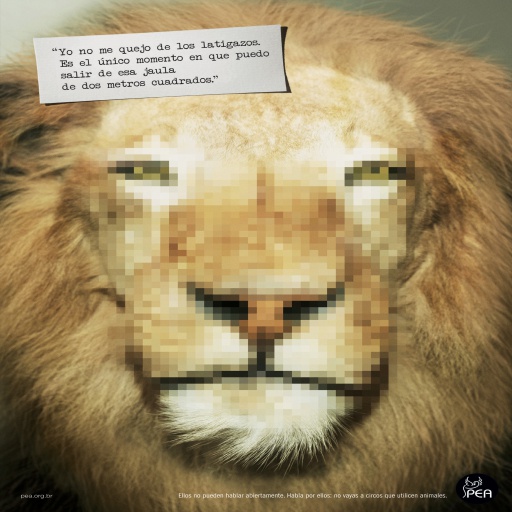 “Yo no me quejo de los latigazos.
Es el único momento en que puedo
salir de esa jaula
de dos metros cuadrados.”
pea.org.br
Ellos no pueden hablar abiertamente. Habla por ellos: no vayas a circos que utilicen animales.
PEA